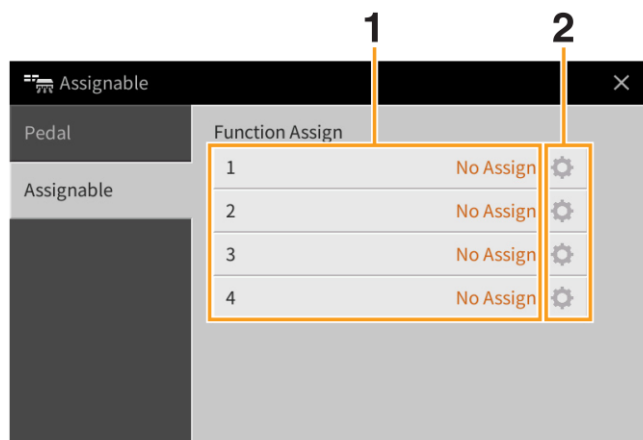 1 2
Assignable
Pedal
Assignable
Function Assign
1 No Assign
2 No Assign
3 No Assign
4 No Assign